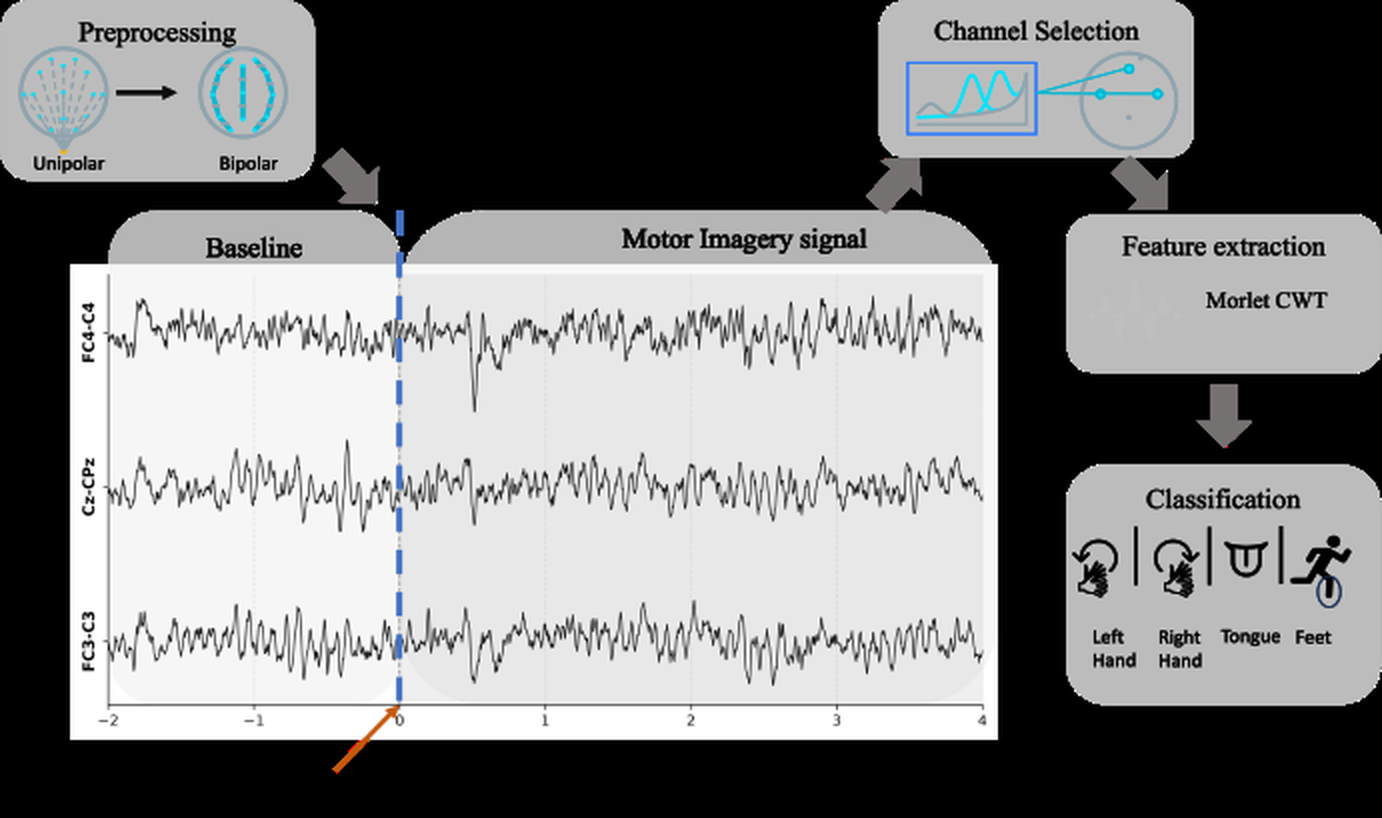 Preprocessing
Unipolar
Bipolar
Channel Selection
Baseline
Motor Imagery signal
FC4-C4
Cz-CPz
FC3-C3
−2
−1
0
1
2
3
4
Feature extraction
Morlet CWT
Classification
Left
Hand
Right
Hand
Tongue
Feet